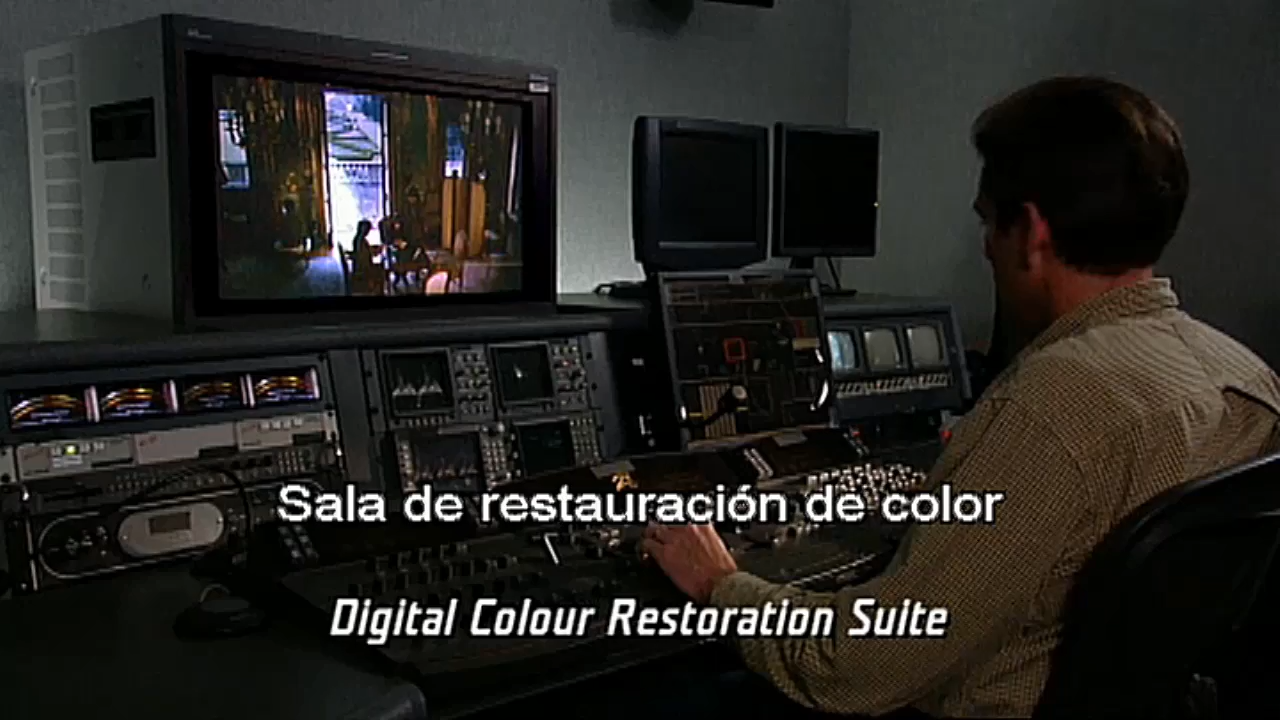 Sala de restauración de color
Digital Colour Restoration Suite